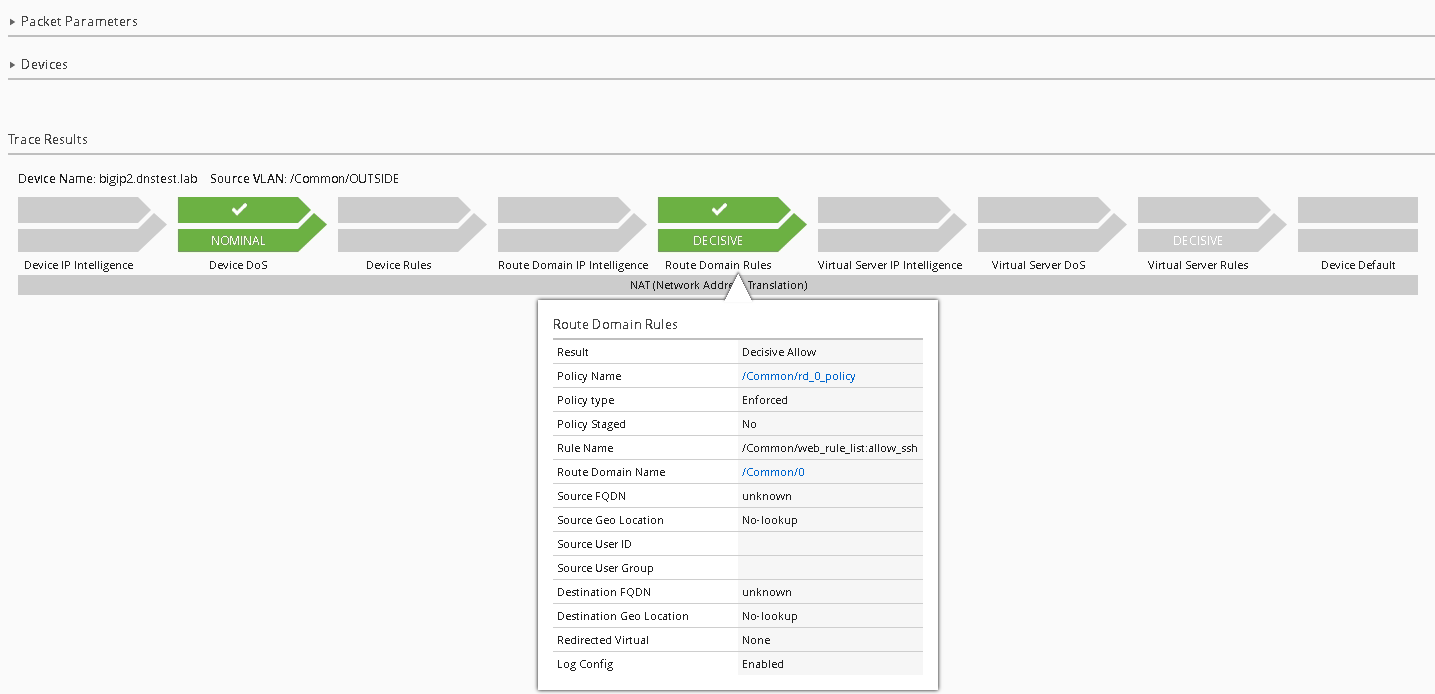 Packet Parameters
Devices
Trace Results
Device Name: bigip2.dnstest.lab Source VLAN: /Common/OUTSIDE
NOMINAL DECISIVE DECISIVE
Device IP Intelligence Device DoS Device Rules Route Domain IP Intelligence Route Domain Rules Virtual Server IP Intelligence Virtual Server DoS Virtual Server Rules Device Default
NAT (Network Addre Translation)
Route Domain Rules
Result Decisive Allow
Policy Name /Common/rd_0_policy
Policy type Enforced
Policy Staged No
Rule Name /Common/web_rule_list:allow_ssh
Route Domain Name /Common/0
Source FQDN unknown
Source Geo Location No-lookup
Source User ID
Source User Group
Destination FQDN unknown
Destination Geo Location No-lookup
Redirected Virtual None
Log Config Enabled